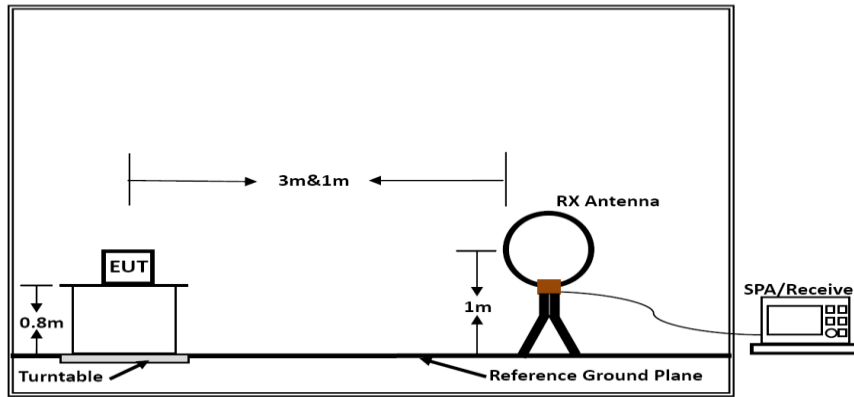 3m&1m
RX Antenna
EUT
SPA/Receive
0.8m
1m
Turntable
Reference Ground Plane